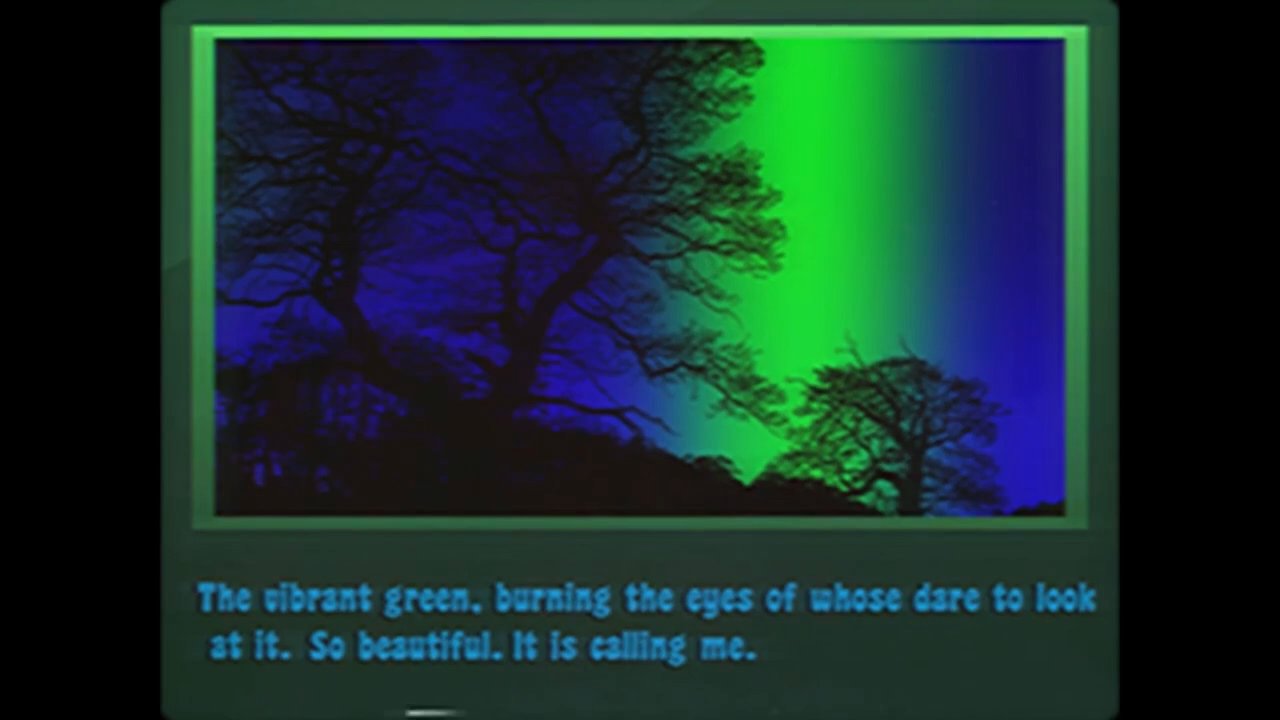 The vibrant green, burning the eyes of whose dare to look
at it. So beautiful. It is calling me.